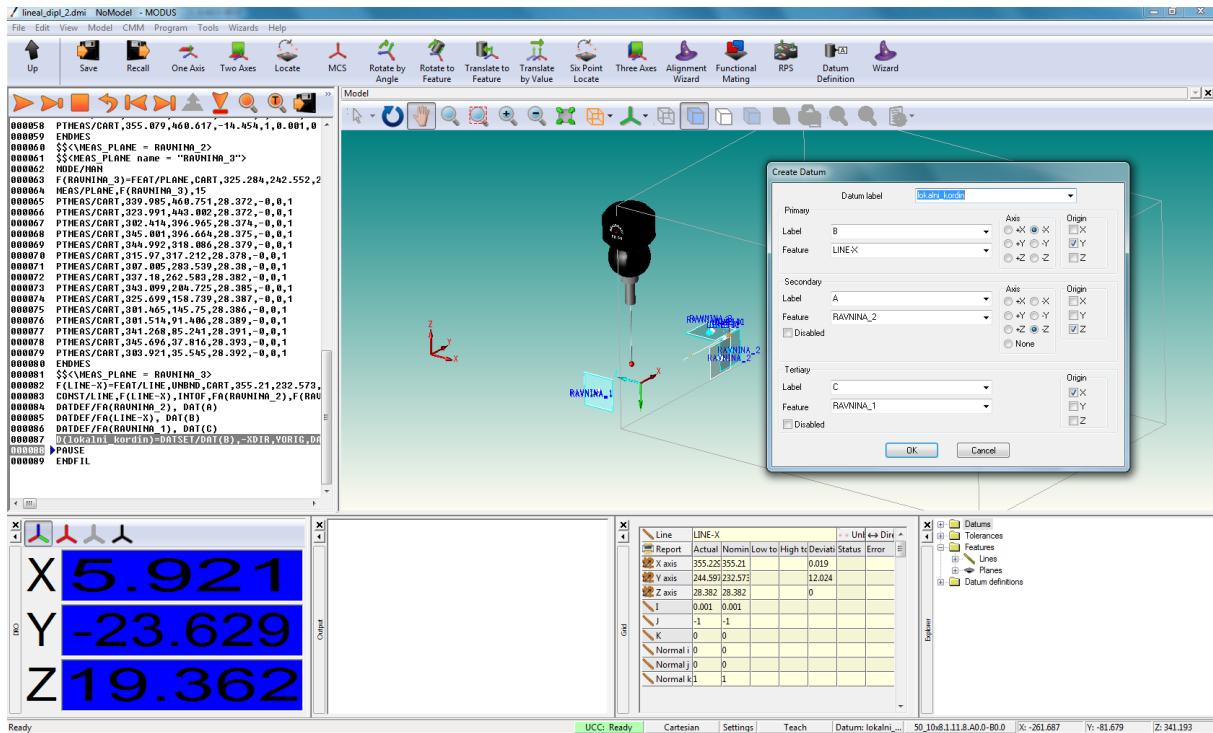 lineal_dipl_2.dmi NoModel - MODUS
File Edit View Model CMM Program Tools Wizards Help
Up Save Recall One Axis Two Axes Locate MCS Rotate by Angle Rotate to Feature Translate to Feature Translate by Value Six Point Locate Three Axes Alignment Wizard Functional Mating RPS Datum Definition Wizard
Model
000058 PTMEAS/CART,355.079,460.617,-14.454,1,0.001,0
000059 ENDMES
000060 $$<\MEAS_PLANE = RAVNINA_2>
000061 $$<MEAS_PLANE name = "RAVNINA_3">
000062 MODE/MAN
000063 F(RAVNINA_3)=FEAT/PLANE,CART,325.284,242.552,2
000064 MEAS/PLANE,F(RAVNINA_3),15
000065 PTMEAS/CART,339.985,460.751,28.372,-0,0,1
000066 PTMEAS/CART,323.991,443.002,28.372,-0,0,1
000067 PTMEAS/CART,302.414,396.965,28.374,-0,0,1
000068 PTMEAS/CART,345.001,396.664,28.375,-0,0,1
000069 PTMEAS/CART,344.992,318.086,28.379,-0,0,1
000070 PTMEAS/CART,315.97,317.212,28.378,-0,0,1
000071 PTMEAS/CART,307.005,283.539,28.38,-0,0,1
000072 PTMEAS/CART,337.18,262.583,28.382,-0,0,1
000073 PTMEAS/CART,343.099,204.725,28.385,-0,0,1
000074 PTMEAS/CART,325.699,158.739,28.387,-0,0,1
000075 PTMEAS/CART,301.465,145.75,28.386,-0,0,1
000076 PTMEAS/CART,301.514,91.406,28.389,-0,0,1
000077 PTMEAS/CART,341.268,85.241,28.391,-0,0,1
000078 PTMEAS/CART,345.696,37.816,28.393,-0,0,1
000079 PTMEAS/CART,303.921,35.545,28.392,-0,0,1
000080 ENDMES
000081 $$<\MEAS_PLANE = RAVNINA_3>
000082 F(LINE-X)=FEAT/LINE,UNBND,CART,355.21,232.573,
000083 CONST/LINE,F(LINE-X),INTOF,FA(RAVNINA_2),F(RAV
000084 DATDEF/FA(RAVNINA_2), DAT(A)
000085 DATDEF/FA(LINE-X), DAT(B)
000086 DATDEF/FA(RAVNINA_1), DAT(C)
000087 D(lokalni_kordin)=DATSET/DAT(B),-XDIR,YORIG,DA
000088 PAUSE
000089 ENDFIL
Z
Y
X
RAVNINA_2
RAVNINA_2
X
RAVNINA_1
Create Datum
Datum label lokalni_kordin
Primary
Label B
Feature LINE-X
Axis
+X -X
+Y -Y
+Z -Z
Origin
X
Y
Z
Secondary
Label A
Feature RAVNINA_2
Disabled
Axis
+X -X
+Y -Y
+Z -Z
None
Origin
X
Y
Z
Tertiary
Label C
Feature RAVNINA_1
Disabled
Origin
X
Y
Z
OK Cancel
DRO
X 5.921
Y -23.629
Z 19.362
Output
Grid
Line LINE-X Unl Dire
Report Actual Nomin Low to High to Deviati Status Error
X axis 355.229 355.21 0.019
Y axis 244.597 232.573 12.024
Z axis 28.382 28.382 0
I 0.001 0.001
J -1 -1
K 0 0
Normal i 0 0
Normal j 0 0
Normal k 1 1
Explorer
Datums
Tolerances
Features
Lines
Planes
Datum definitions
Ready
UCC: Ready Cartesian Settings Teach Datum: lokalni_... 50_10x8.1.11.8.A0.0-B0.0 X: -261.687 Y: -81.679 Z: 341.193